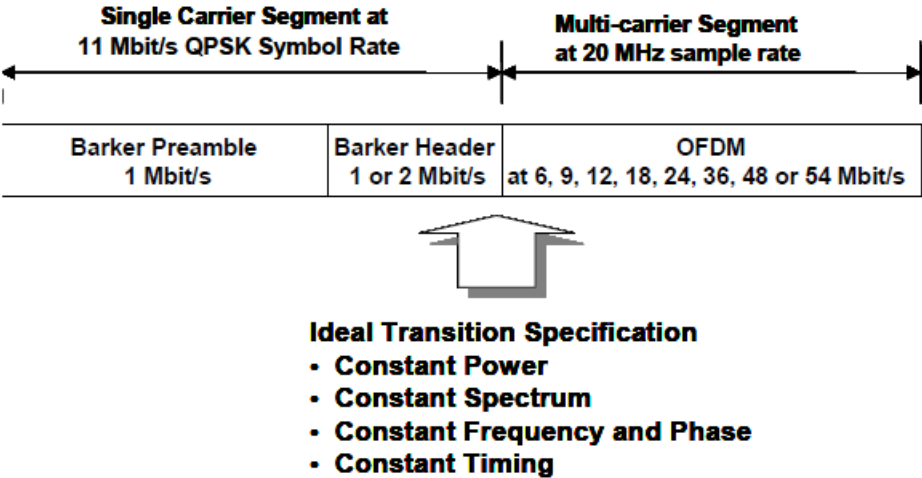 Single Carrier Segment at
11 Mbit/s QPSK Symbol Rate
Multi-carrier Segment
at 20 MHz sample rate
Barker Preamble
1 Mbit/s
Barker Header
1 or 2 Mbit/s
OFDM
at 6, 9, 12, 18, 24, 36, 48 or 54 Mbit/s
Ideal Transition Specification
• Constant Power
• Constant Spectrum
• Constant Frequency and Phase
• Constant Timing